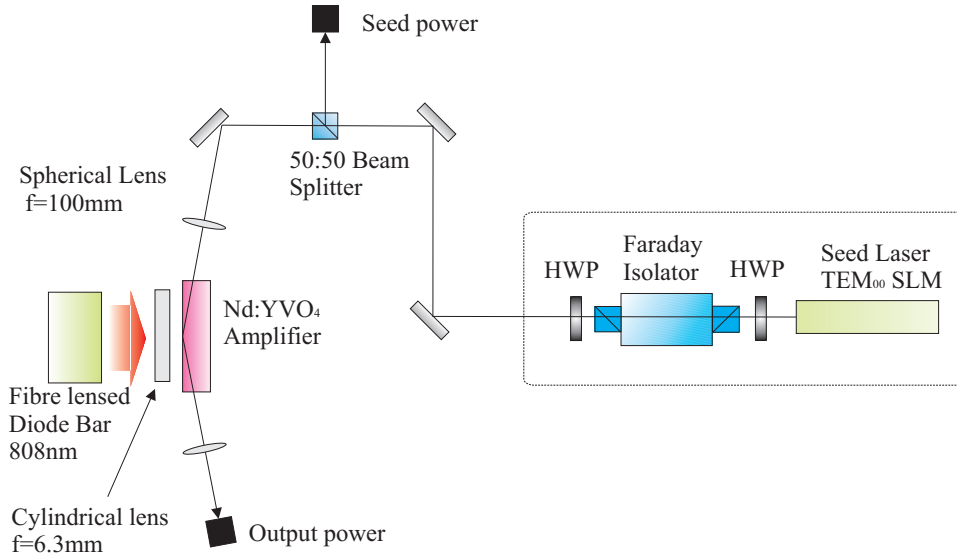 Seed power
50:50 Beam
Splitter
Spherical Lens
f=100mm
Faraday
Isolator
HWP
HWP
Seed Laser
TEM₀₀ SLM
Nd:YVO₄
Amplifier
Fibre lensed
Diode Bar
808nm
Cylindrical lens
f=6.3mm
Output power